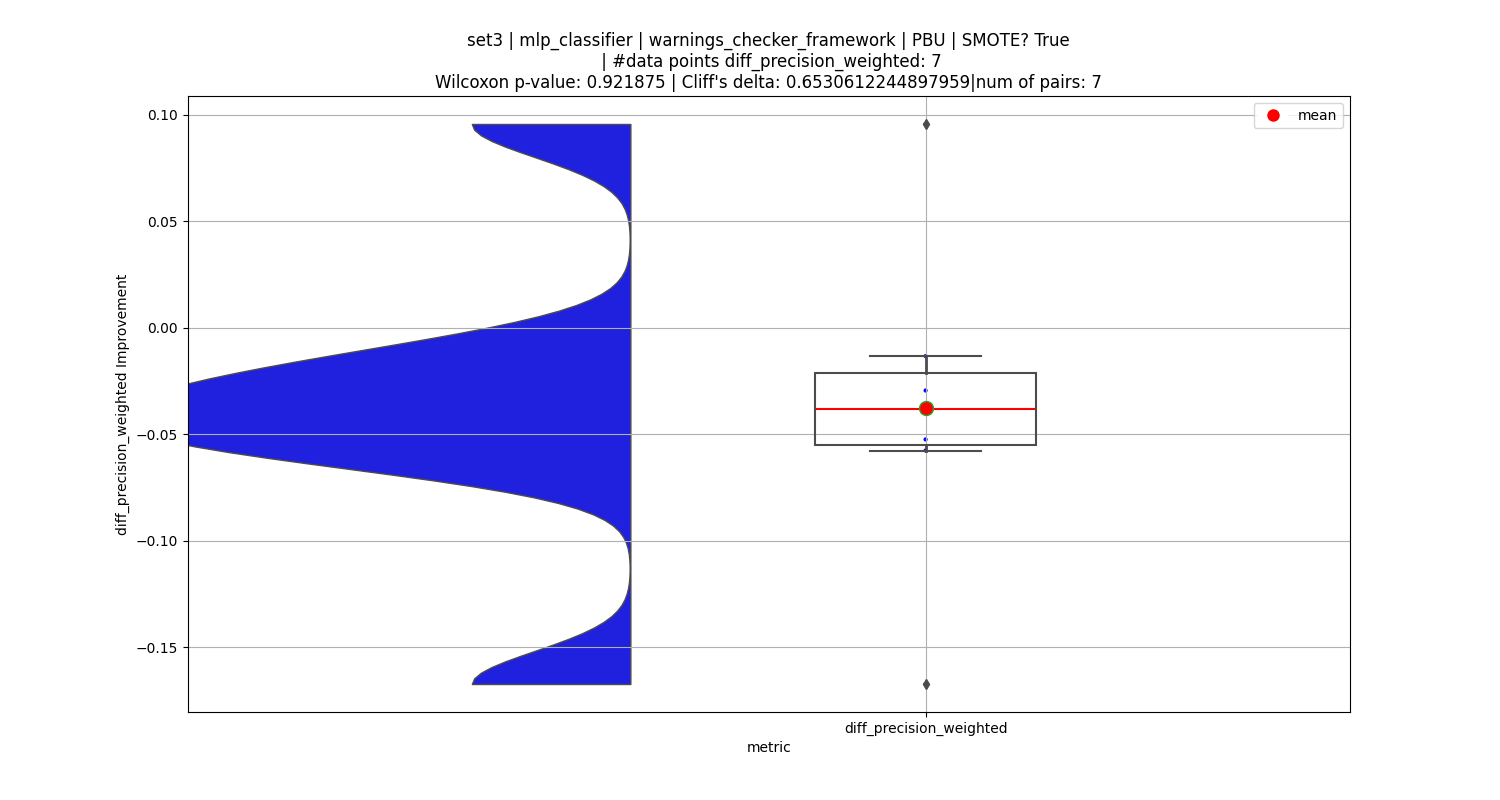 set3 | mlp_classifier | warnings_checker_framework | PBU | SMOTE? True
| #data points diff_precision_weighted: 7
Wilcoxon p-value: 0.921875 | Cliff's delta: 0.6530612244897959|num of pairs: 7
mean
0.10
0.05
0.00
−0.05
−0.10
−0.15
diff_precision_weighted Improvement
diff_precision_weighted
metric